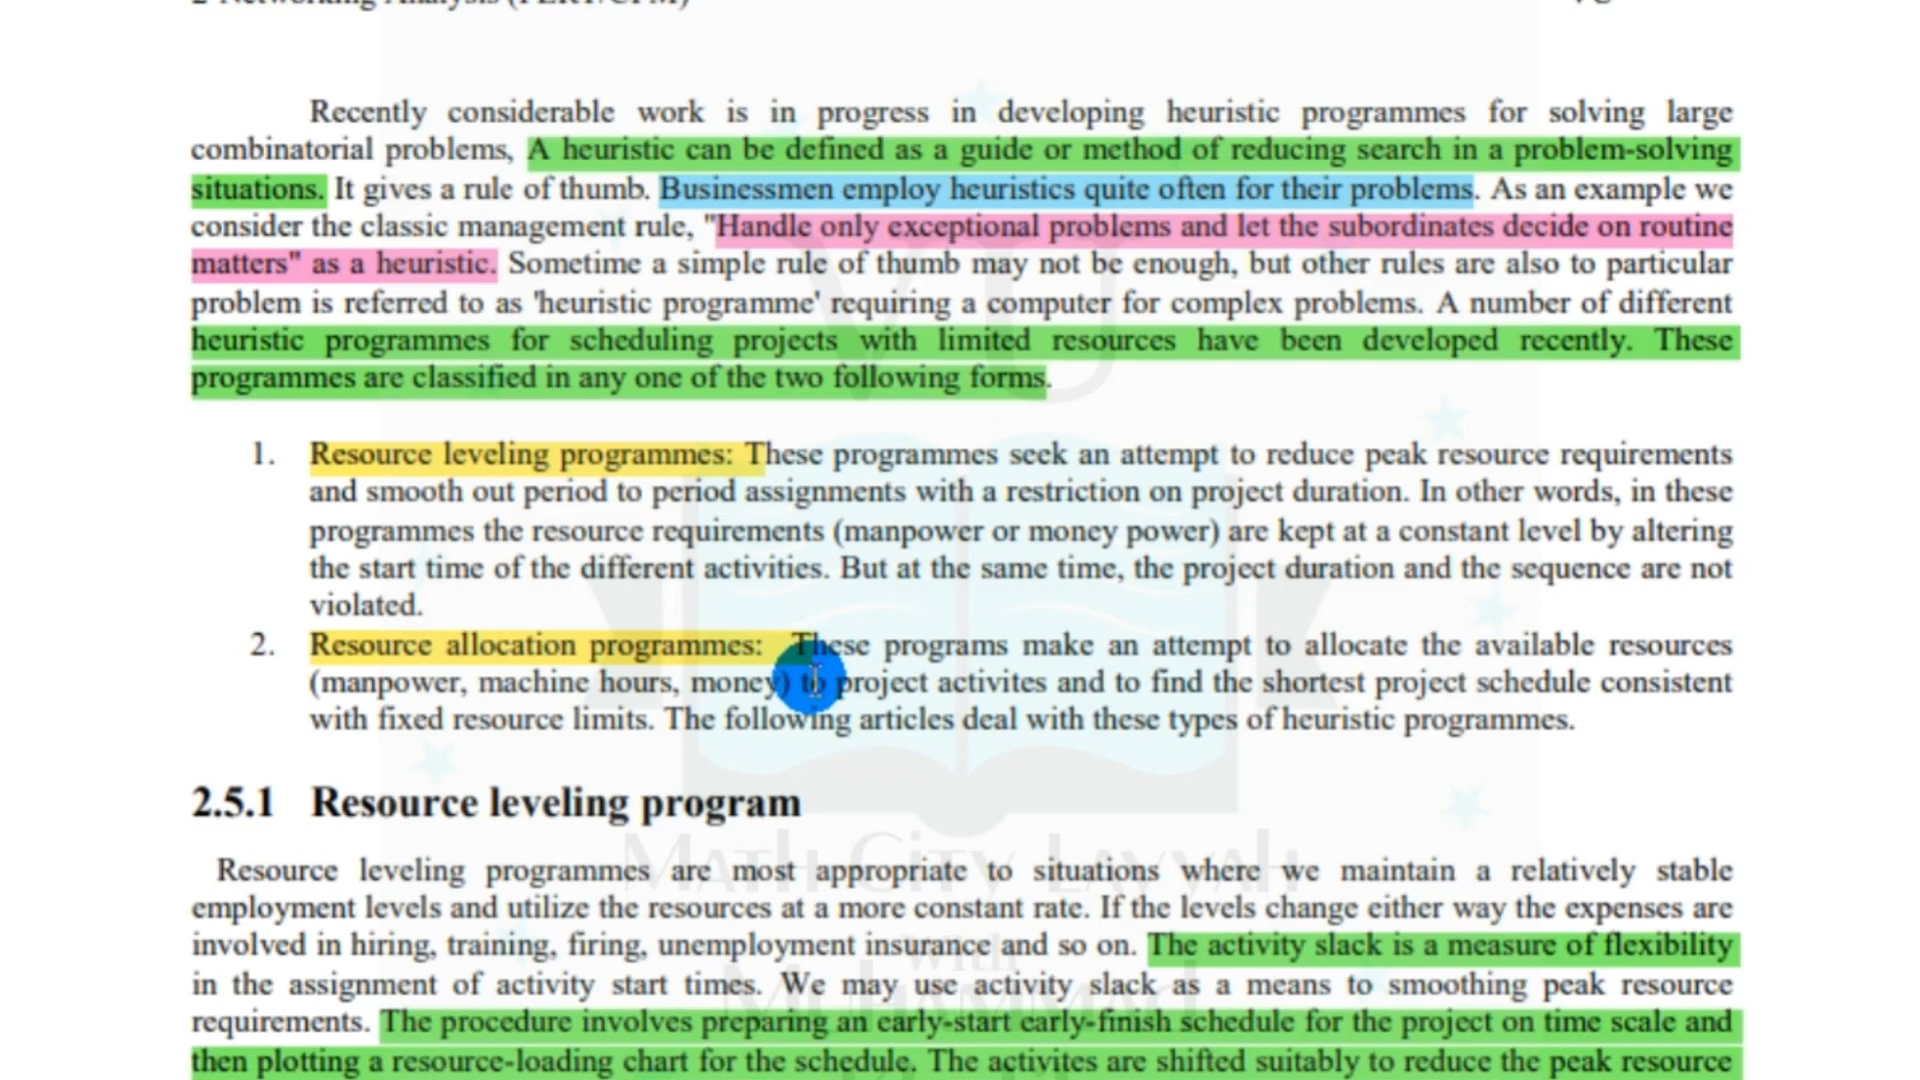 2 Networking Analysis (PERT/CPM)
Recently considerable work is in progress in developing heuristic programmes for solving large
combinatorial problems, A heuristic can be defined as a guide or method of reducing search in a problem-solving
situations. It gives a rule of thumb. Businessmen employ heuristics quite often for their problems. As an example we
consider the classic management rule, "Handle only exceptional problems and let the subordinates decide on routine
matters" as a heuristic. Sometime a simple rule of thumb may not be enough, but other rules are also to particular
problem is referred to as 'heuristic programme' requiring a computer for complex problems. A number of different
heuristic programmes for scheduling projects with limited resources have been developed recently. These
programmes are classified in any one of the two following forms.
1. Resource leveling programmes: These programmes seek an attempt to reduce peak resource requirements
and smooth out period to period assignments with a restriction on project duration. In other words, in these
programmes the resource requirements (manpower or money power) are kept at a constant level by altering
the start time of the different activities. But at the same time, the project duration and the sequence are not
violated.
2. Resource allocation programmes: These programs make an attempt to allocate the available resources
(manpower, machine hours, money) to project activites and to find the shortest project schedule consistent
with fixed resource limits. The following articles deal with these types of heuristic programmes.
2.5.1 Resource leveling program
Resource leveling programmes are most appropriate to situations where we maintain a relatively stable
employment levels and utilize the resources at a more constant rate. If the levels change either way the expenses are
involved in hiring, training, firing, unemployment insurance and so on. The activity slack is a measure of flexibility
in the assignment of activity start times. We may use activity slack as a means to smoothing peak resource
requirements. The procedure involves preparing an early-start early-finish schedule for the project on time scale and
then plotting a resource-loading chart for the schedule. The activites are shifted suitably to reduce the peak resource
VU
Math City Layyah
With
Muhammad